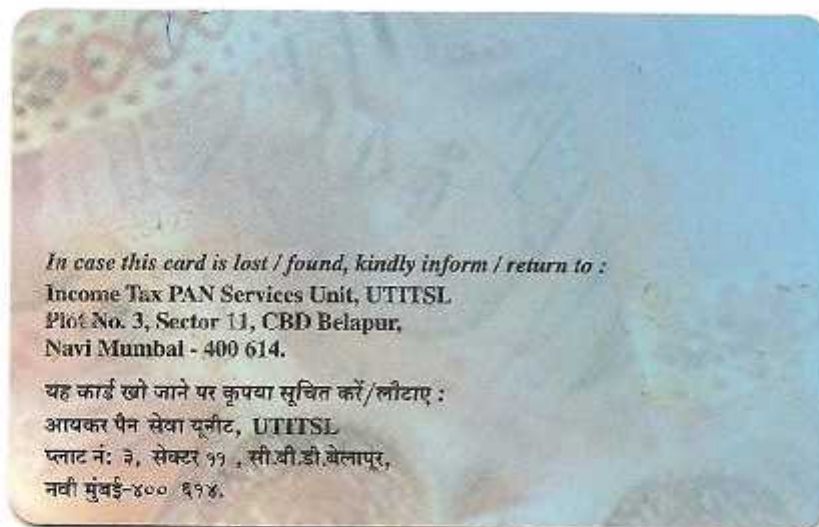 In case this card is lost / found, kindly inform / return to :
Income Tax PAN Services Unit, UTITSL
Plot No. 3, Sector 11, CBD Belapur,
Navi Mumbai - 400 614.
यह कार्ड खो जाने पर कृपया सूचित करें/लौटाए :
आयकर पैन सेवा यूनीट, UTITSL
प्लाट नं: ३, सेक्टर ११ , सी.बी.डी.बेलापूर,
नवी मुंबई-४०० ६१४.